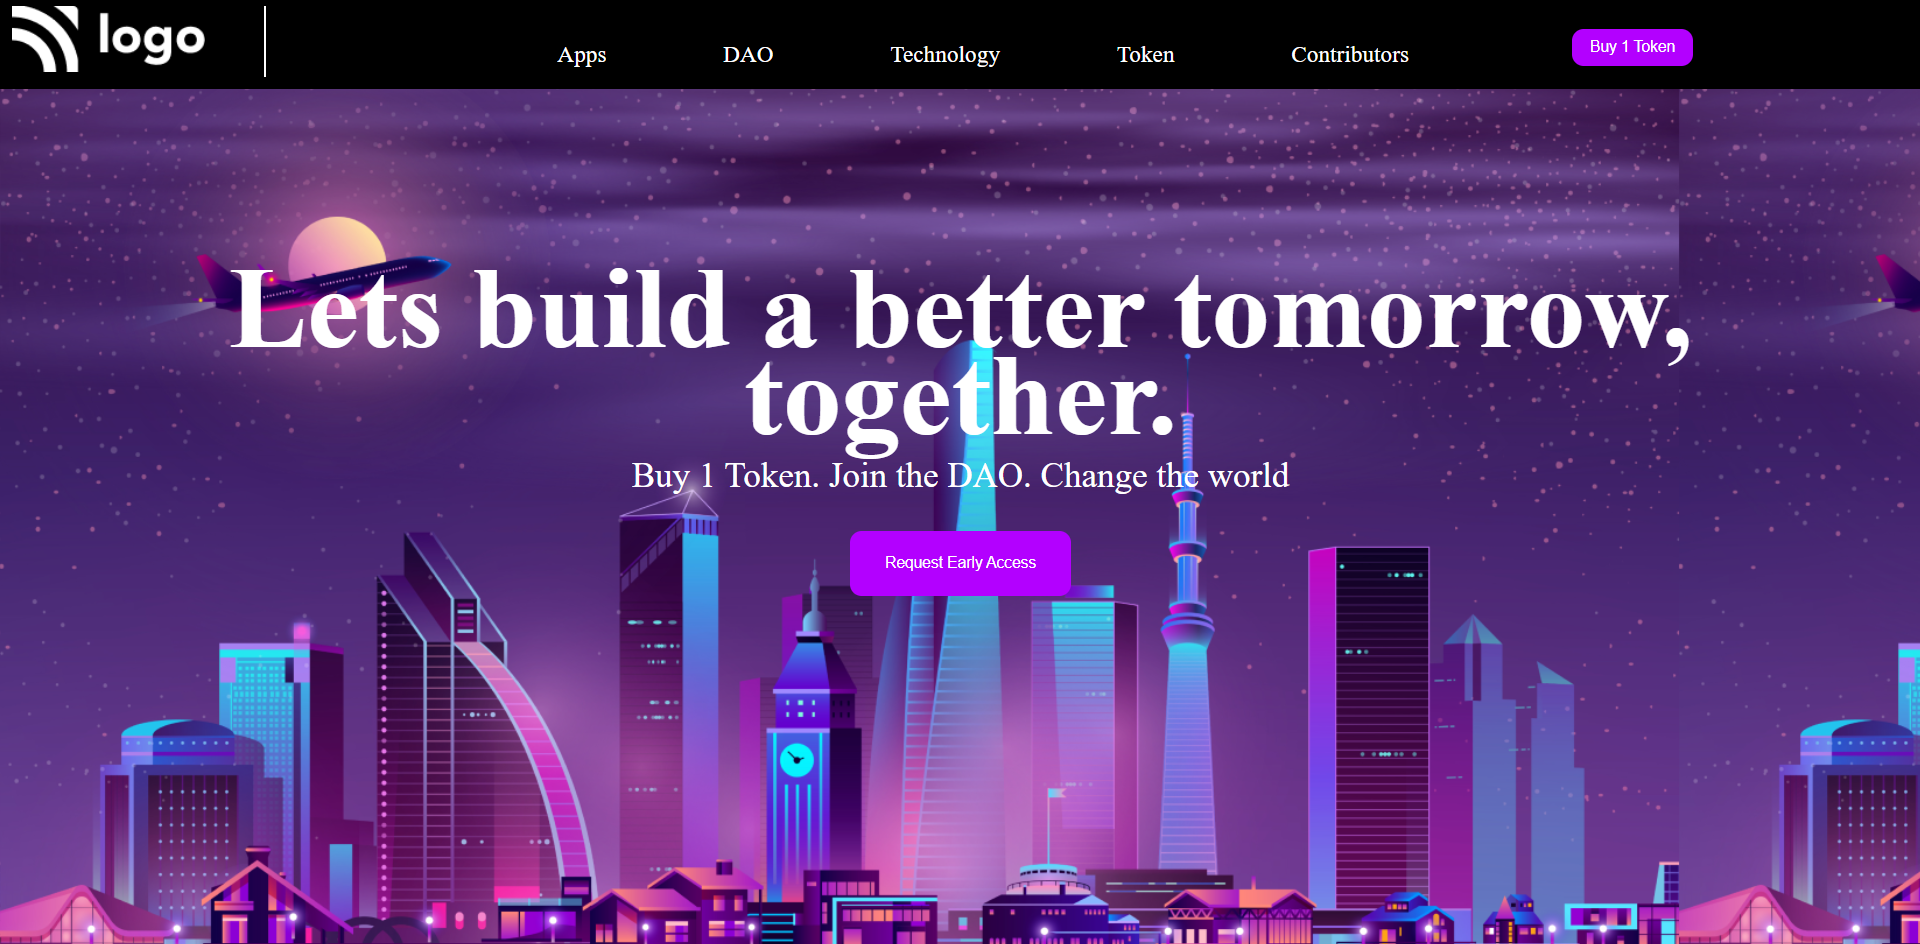 logo
Apps DAO Technology Token Contributors Buy 1 Token
Lets build a better tomorrow,
together.
Buy 1 Token. Join the DAO. Change the world
Request Early Access